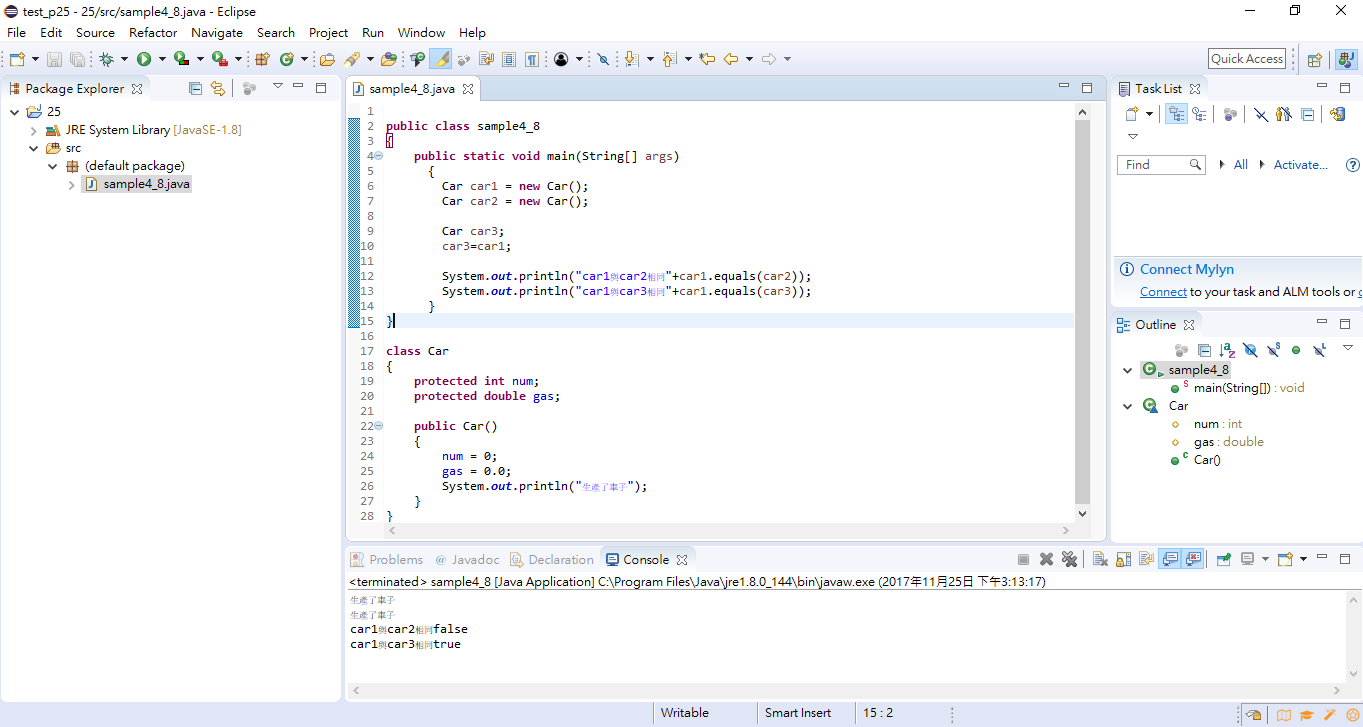 test_p25 - 25/src/sample4_8.java - Eclipse
File Edit Source Refactor Navigate Search Project Run Window Help
Quick Access
Package Explorer
25
JRE System Library [JavaSE-1.8]
src
(default package)
sample4_8.java
sample4_8.java
1
2 public class sample4_8
3 {
4 public static void main(String[] args)
5 {
6 Car car1 = new Car();
7 Car car2 = new Car();
8
9 Car car3;
10 car3=car1;
11
12 System.out.println("car1與car2相同"+car1.equals(car2));
13 System.out.println("car1與car3相同"+car1.equals(car3));
14 }
15 }
16
17 class Car
18 {
19 protected int num;
20 protected double gas;
21
22 public Car()
23 {
24 num = 0;
25 gas = 0.0;
26 System.out.println("生產了車子");
27 }
28 }
Task List
Find All Activate...
Connect Mylyn
Connect to your task and ALM tools or
Outline
sample4_8
main(String[]) : void
Car
num : int
gas : double
Car()
Problems @ Javadoc Declaration Console
<terminated> sample4_8 [Java Application] C:\Program Files\Java\jre1.8.0_144\bin\javaw.exe (2017年11月25日 下午3:13:17)
生產了車子
生產了車子
car1與car2相同false
car1與car3相同true
Writable Smart Insert 15 : 2